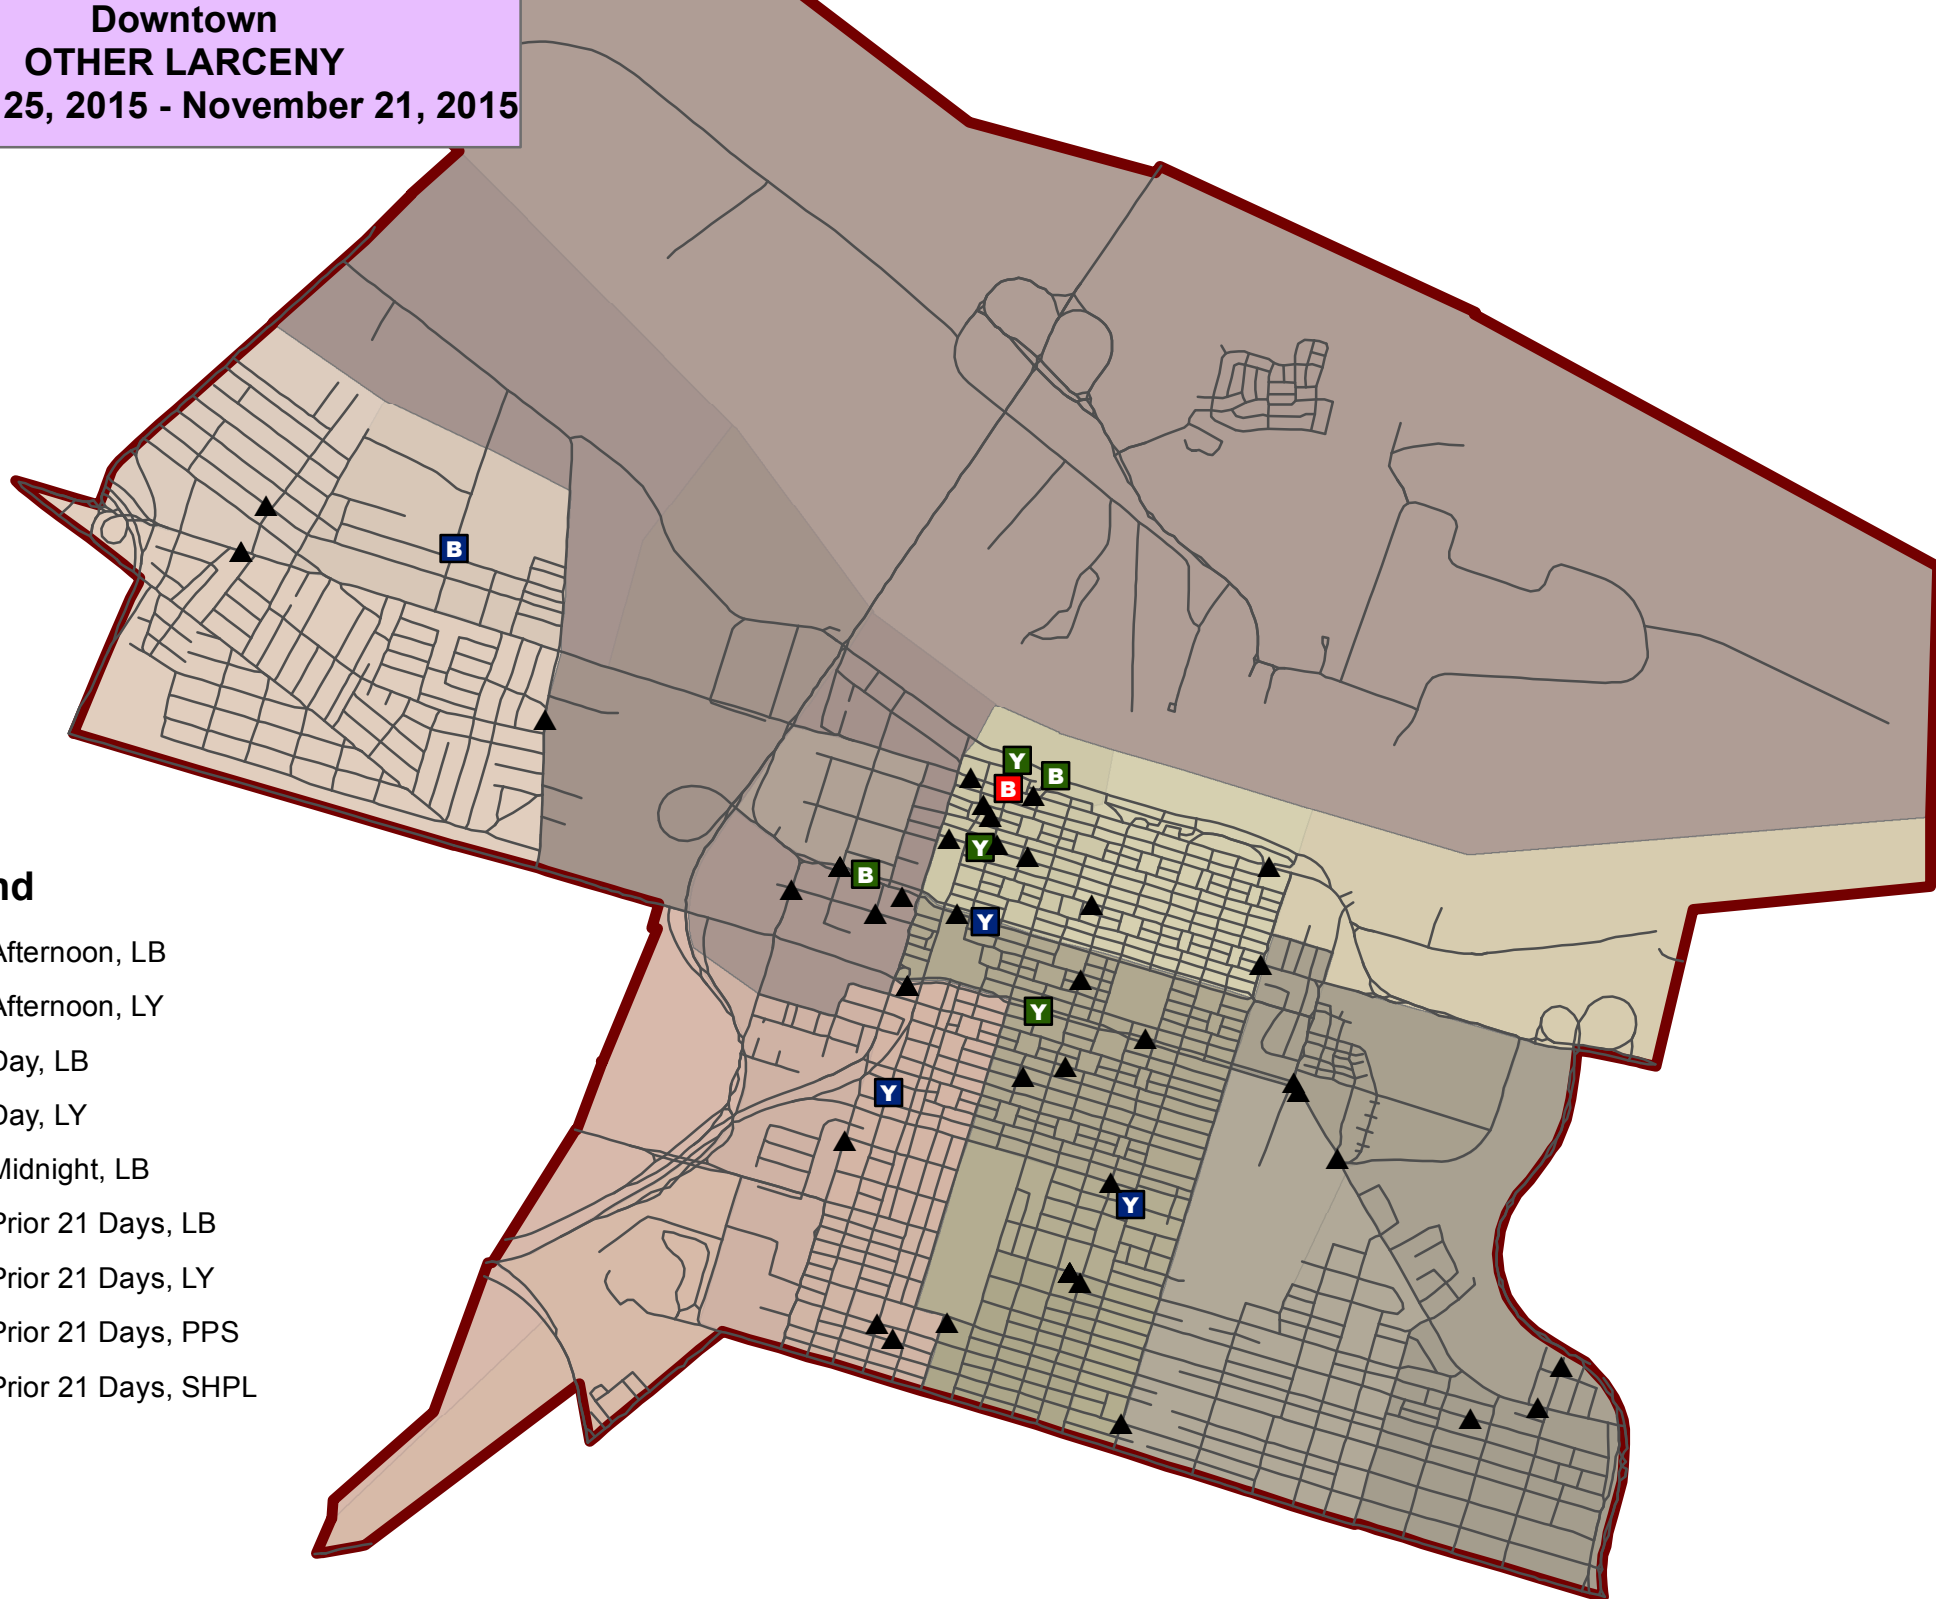 Downtown
OTHER LARCENY
25, 2015 - November 21, 2015
Y
B
B
B
Y
B
Y
Y
Y
Y
nd
Afternoon, LB
Afternoon, LY
Day, LB
Day, LY
Midnight, LB
Prior 21 Days, LB
Prior 21 Days, LY
Prior 21 Days, PPS
Prior 21 Days, SHPL